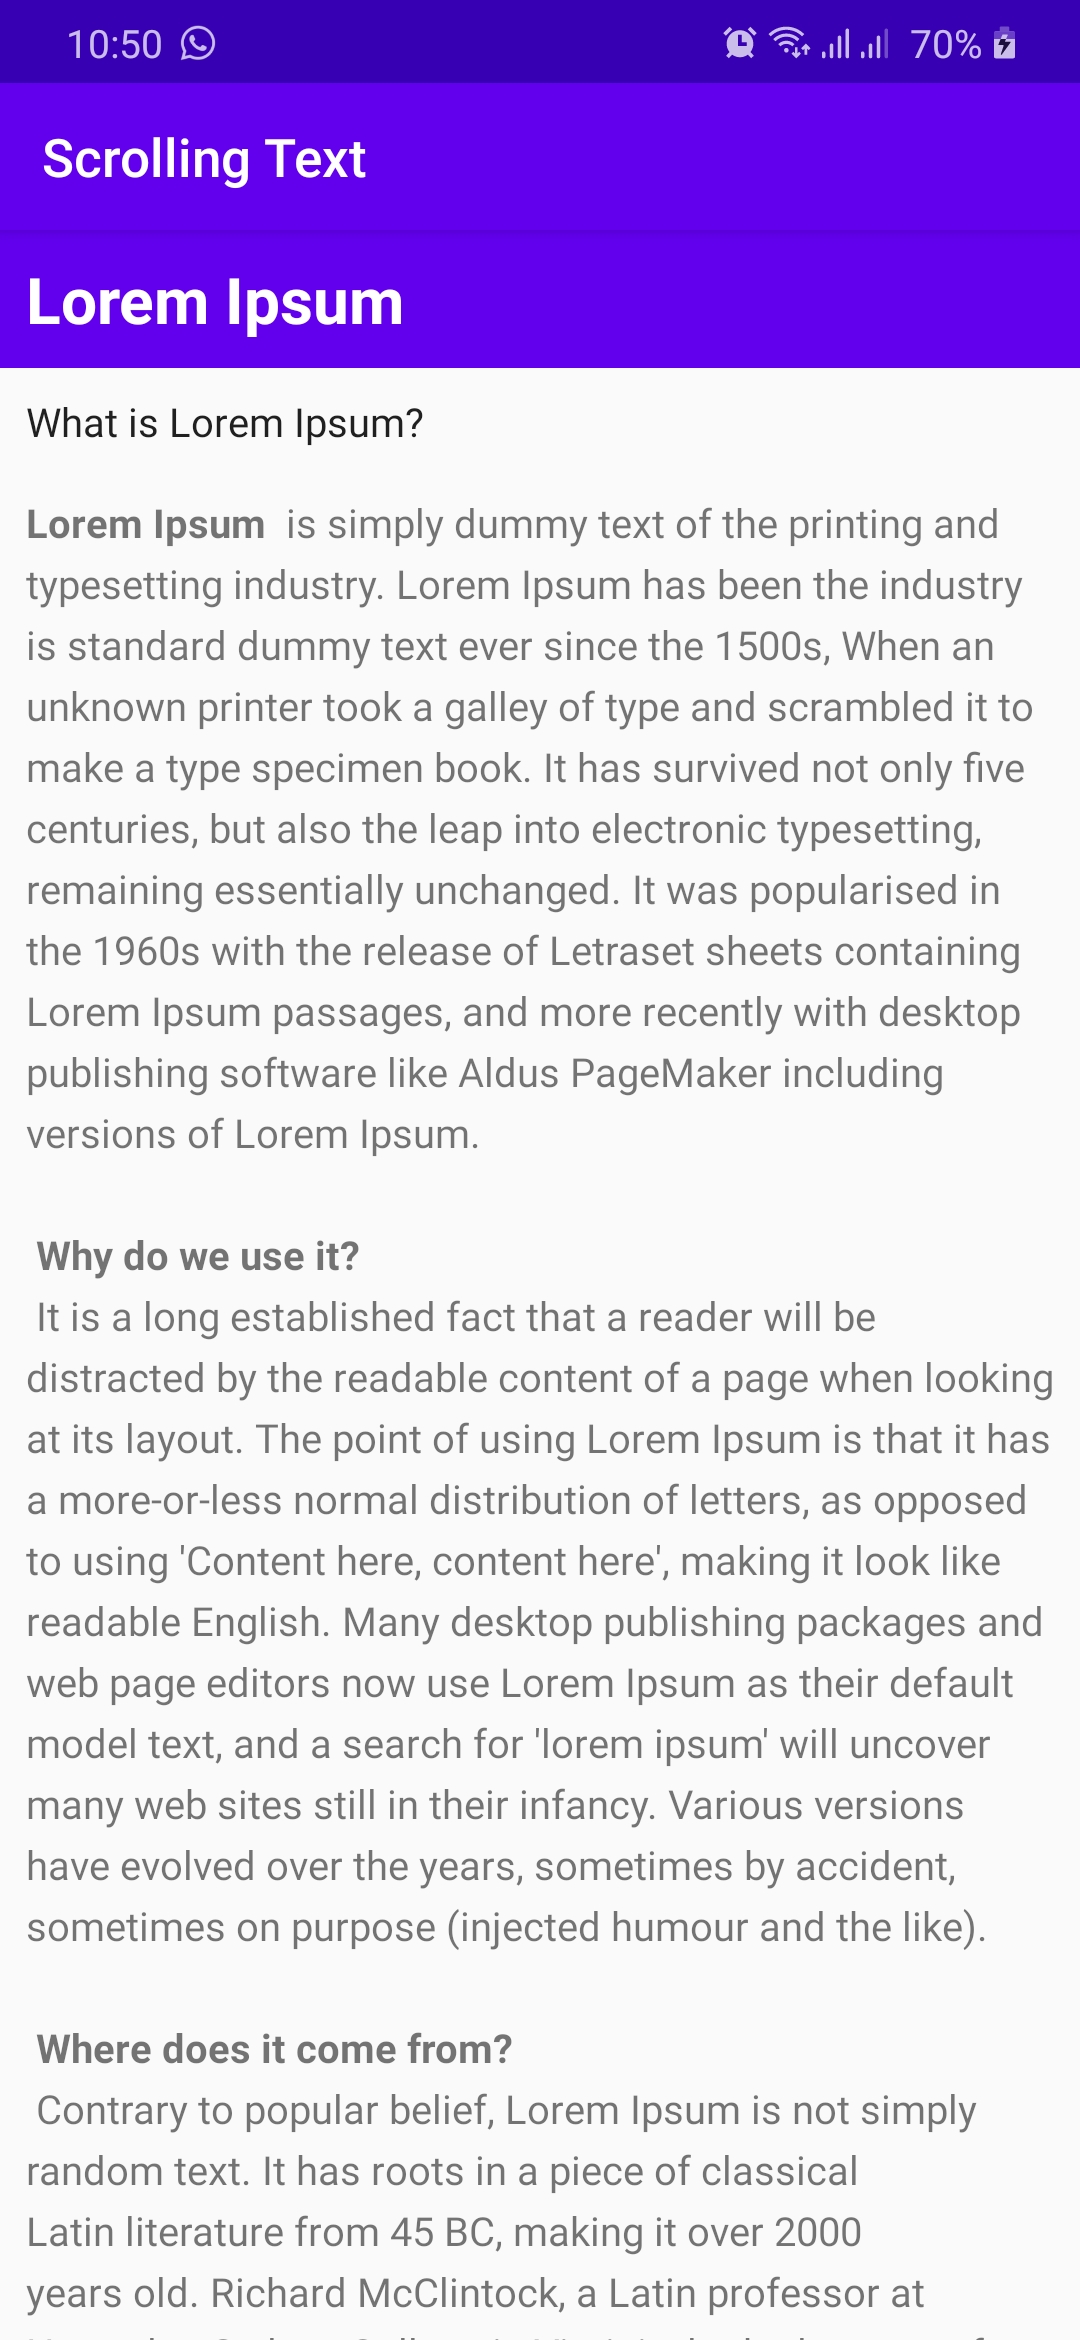 10:50 70%
Scrolling Text
Lorem Ipsum
What is Lorem Ipsum?
Lorem Ipsum  is simply dummy text of the printing and
typesetting industry. Lorem Ipsum has been the industry
is standard dummy text ever since the 1500s, When an
unknown printer took a galley of type and scrambled it to
make a type specimen book. It has survived not only five
centuries, but also the leap into electronic typesetting,
remaining essentially unchanged. It was popularised in
the 1960s with the release of Letraset sheets containing
Lorem Ipsum passages, and more recently with desktop
publishing software like Aldus PageMaker including
versions of Lorem Ipsum.
Why do we use it?
It is a long established fact that a reader will be
distracted by the readable content of a page when looking
at its layout. The point of using Lorem Ipsum is that it has
a more-or-less normal distribution of letters, as opposed
to using 'Content here, content here', making it look like
readable English. Many desktop publishing packages and
web page editors now use Lorem Ipsum as their default
model text, and a search for 'lorem ipsum' will uncover
many web sites still in their infancy. Various versions
have evolved over the years, sometimes by accident,
sometimes on purpose (injected humour and the like).
Where does it come from?
Contrary to popular belief, Lorem Ipsum is not simply
random text. It has roots in a piece of classical
Latin literature from 45 BC, making it over 2000
years old. Richard McClintock, a Latin professor at